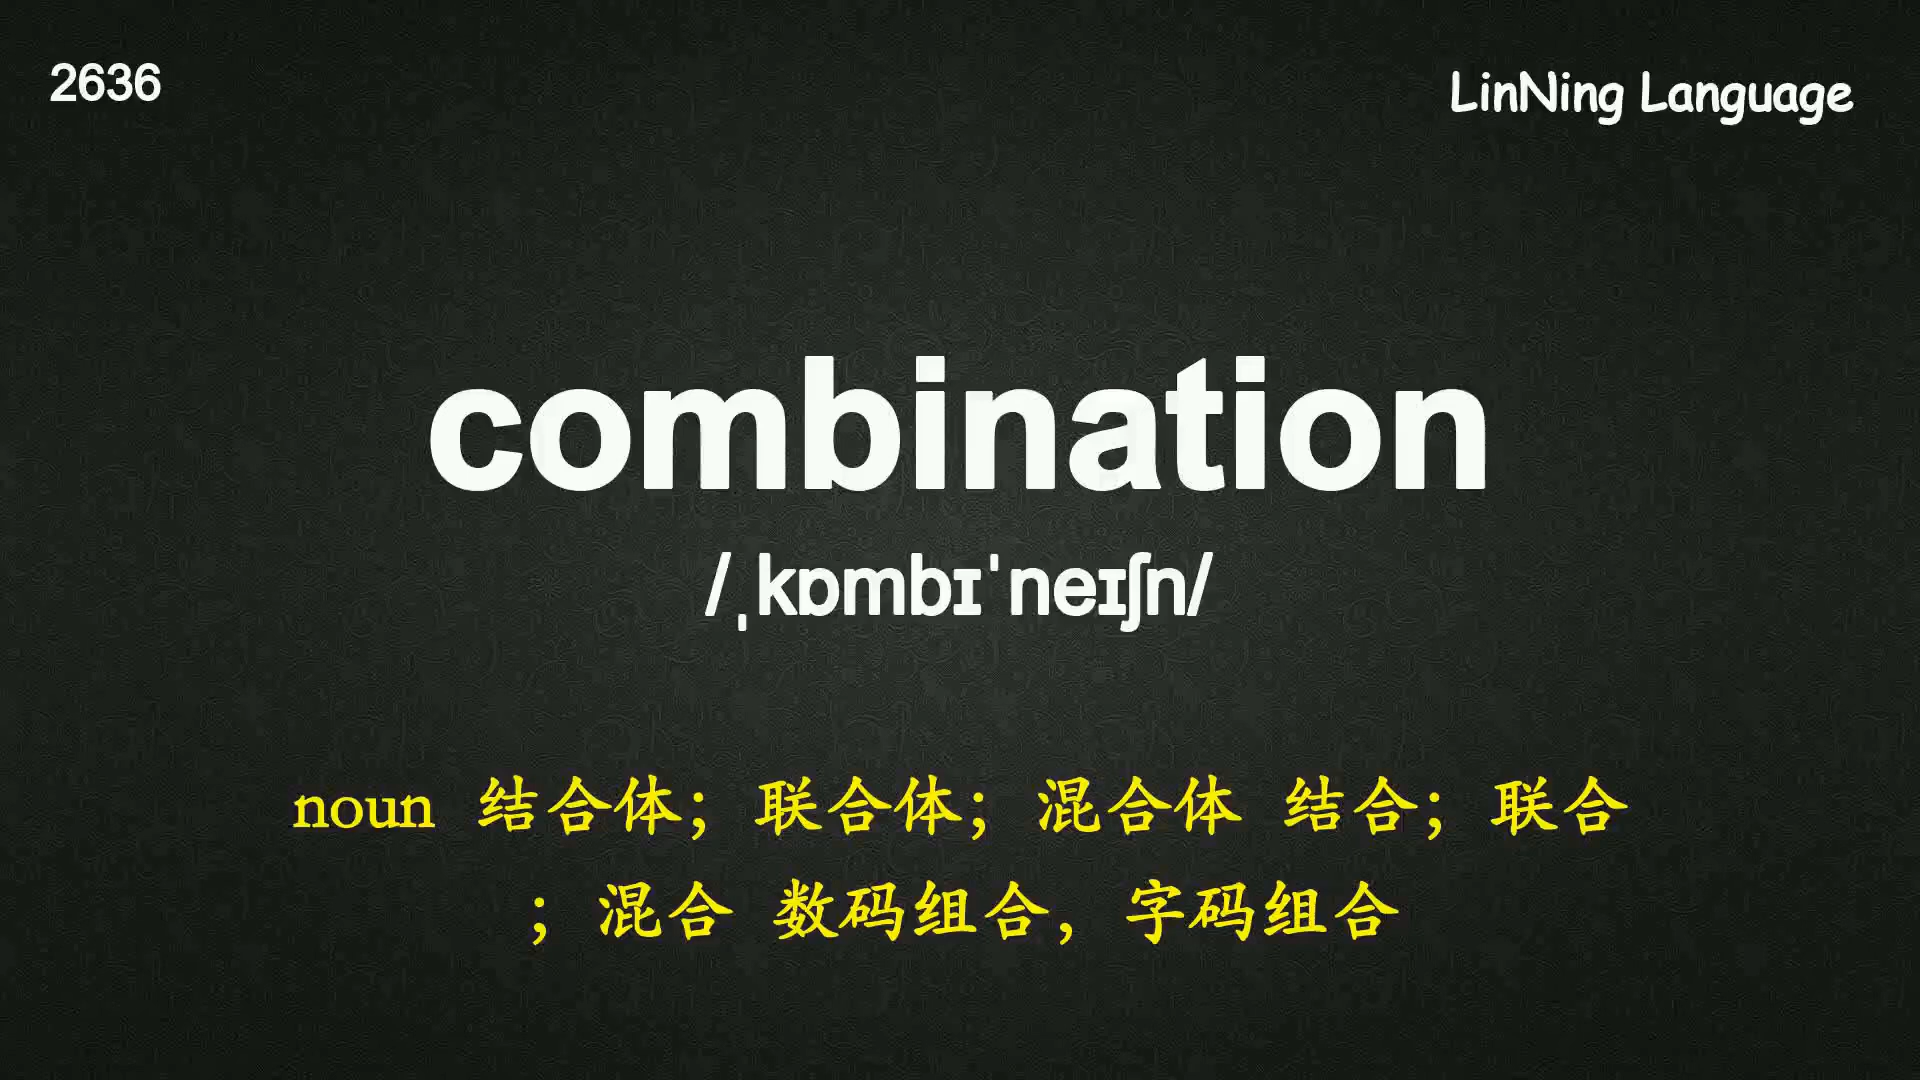 2636
LinNing Language
combination
/ˌkɒmbɪˈneɪʃn/
noun 结合体；联合体；混合体 结合；联合
；混合 数码组合，字码组合